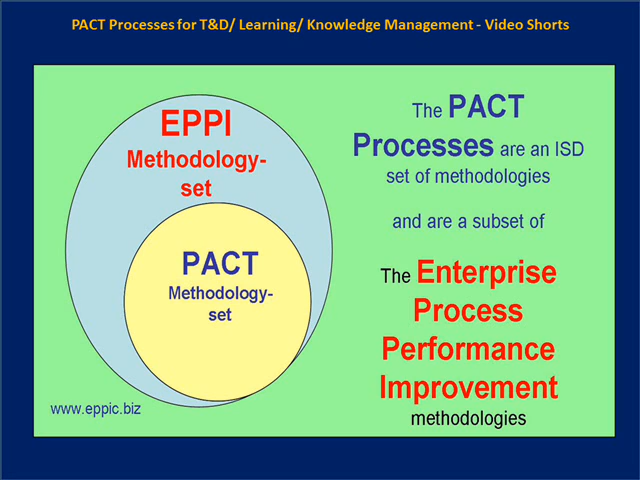 PACT Processes for T&D/ Learning/ Knowledge Management - Video Shorts
EPPI
Methodology-
set
PACT
Methodology-
set
www.eppic.biz
The PACT
Processes are an ISD
set of methodologies
and are a subset of
The Enterprise
Process
Performance
Improvement
methodologies